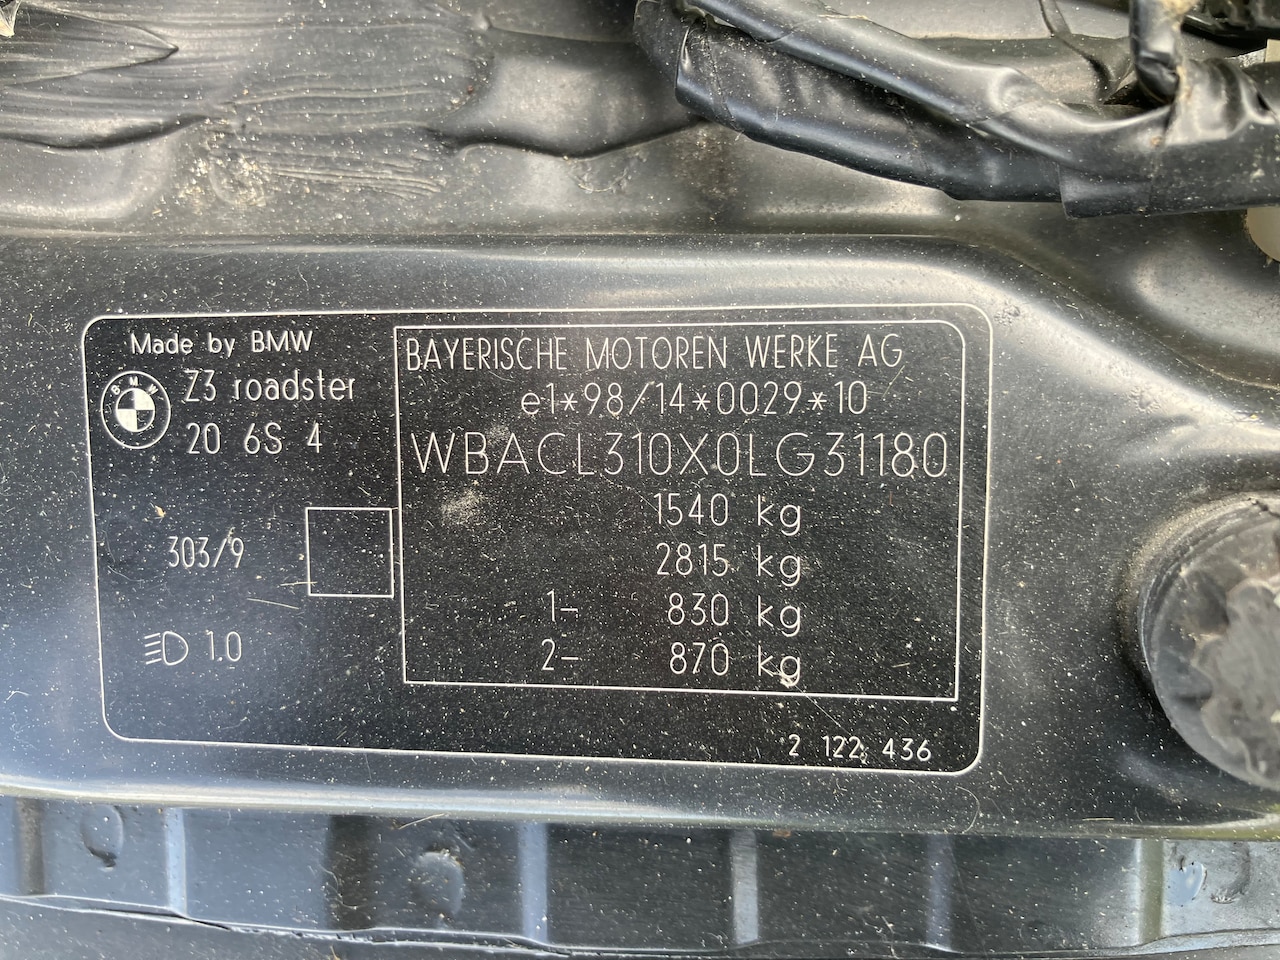 Made by BMW
BMW
Z3 roadster
20 6S 4
303/9
1.0
BAYERISCHE MOTOREN WERKE AG
e1*98/14*0029*10
WBACL310X0LG31180
1540 kg
2815 kg
1- 830 kg
2- 870 kg
2 122 436